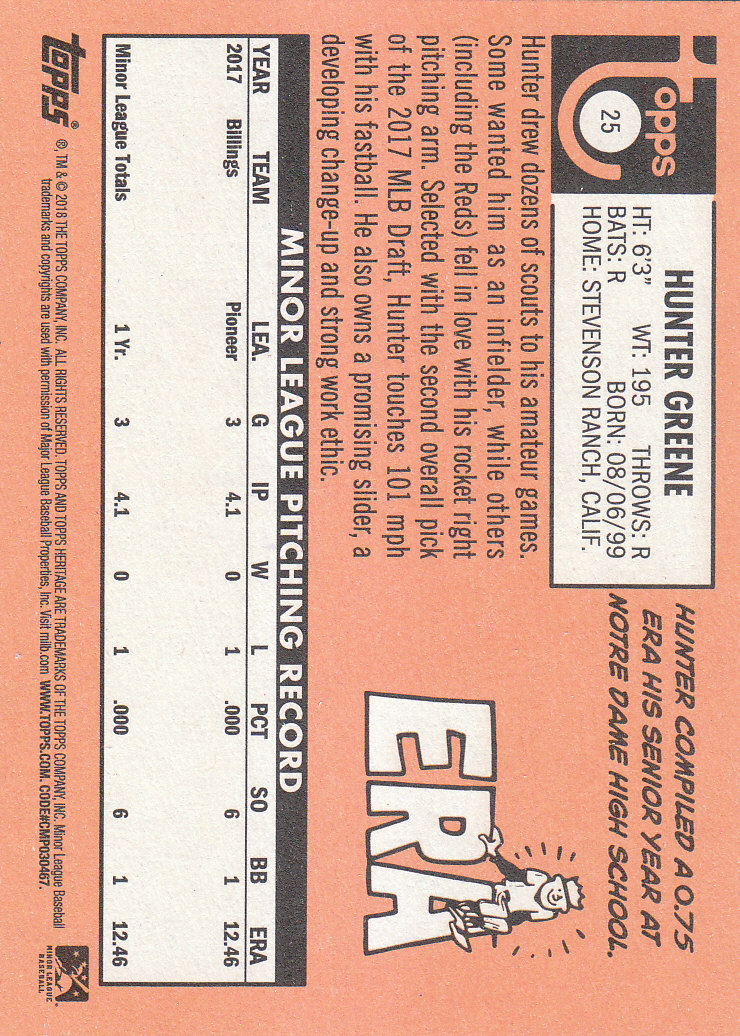 topps
25
HUNTER GREENE
HT: 6'3" WT: 195 THROWS: R
BATS: R BORN: 08/06/99
HOME: STEVENSON RANCH, CALIF.
HUNTER COMPILED A 0.75
ERA HIS SENIOR YEAR AT
NOTRE DAME HIGH SCHOOL.
ERA
Hunter drew dozens of scouts to his amateur games.
Some wanted him as an infielder, while others
(including the Reds) fell in love with his rocket right
pitching arm. Selected with the second overall pick
of the 2017 MLB Draft, Hunter touches 101 mph
with his fastball. He also owns a promising slider, a
developing change-up and strong work ethic.
MINOR LEAGUE PITCHING RECORD
YEAR TEAM LEA. G IP W L PCT SO BB ERA
2017 Billings Pioneer 3 4.1 0 1 .000 6 1 12.46
Minor League Totals 1 Yr. 3 4.1 0 1 .000 6 1 12.46
topps® ®, TM & © 2018 THE TOPPS COMPANY, INC. ALL RIGHTS RESERVED. TOPPS AND TOPPS HERITAGE ARE TRADEMARKS OF THE TOPPS COMPANY, INC. Minor League Baseball
trademarks and copyrights are used with permission of Major League Baseball Properties, Inc. Visit milb.com WWW.TOPPS.COM. CODE#CMP030467.
MINOR LEAGUE
BASEBALL